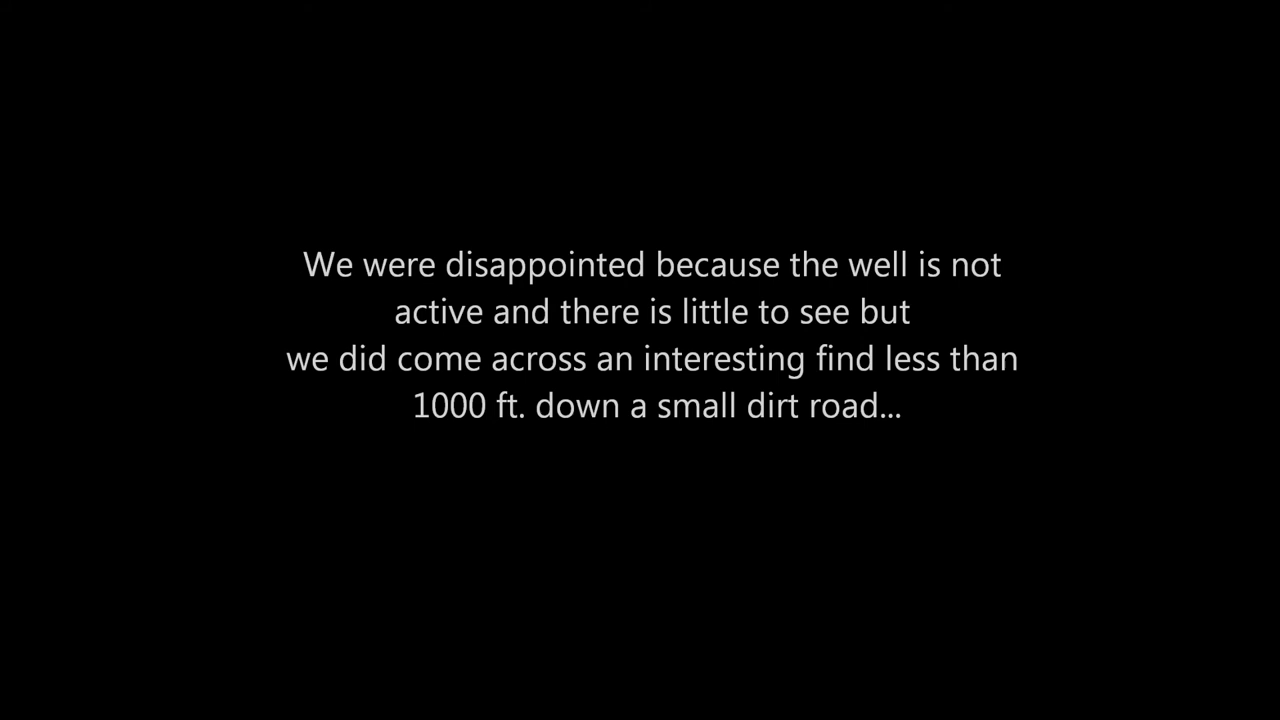 We were disappointed because the well is not
active and there is little to see but
we did come across an interesting find less than
1000 ft. down a small dirt road...